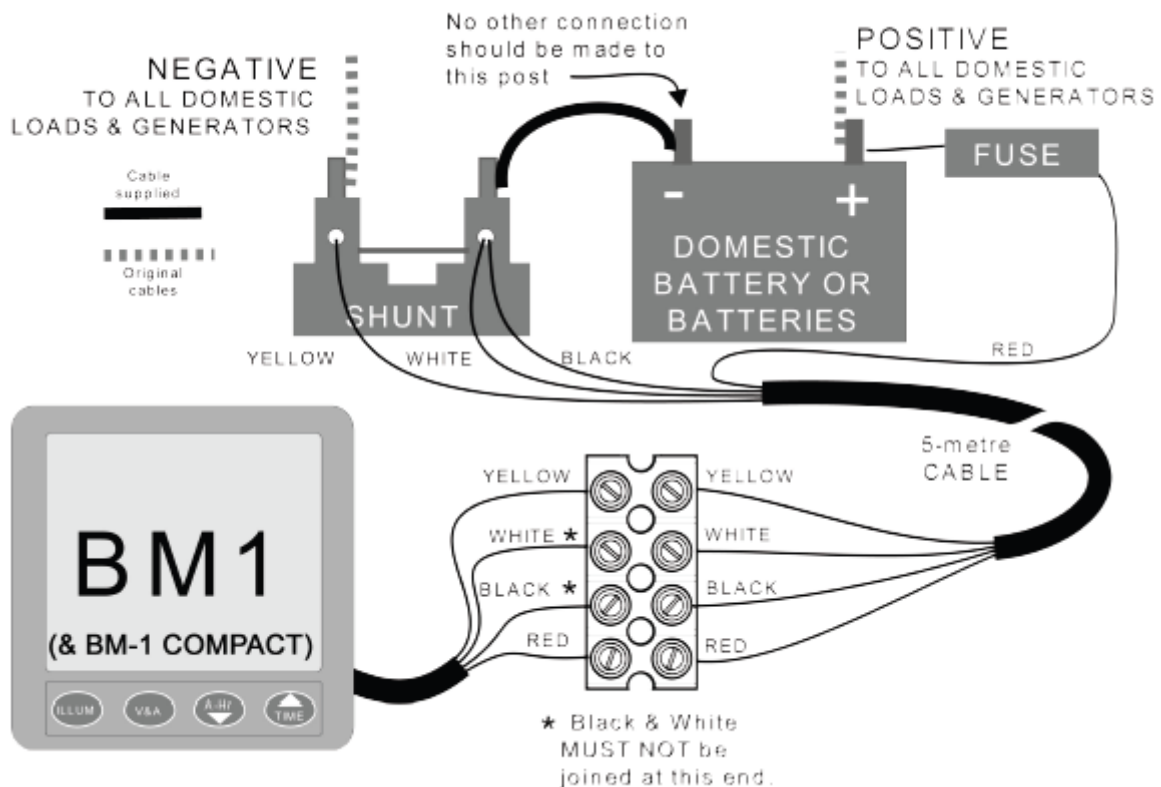 No other connection
should be made to
this post
NEGATIVE
TO ALL DOMESTIC
LOADS & GENERATORS
POSITIVE
TO ALL DOMESTIC
LOADS & GENERATORS
Cable
supplied
Original
cables
FUSE
- +
DOMESTIC
BATTERY OR
BATTERIES
SHUNT
YELLOW WHITE BLACK RED
5-metre
CABLE
YELLOW YELLOW
WHITE * WHITE
BLACK * BLACK
RED RED
BM1
(& BM-1 COMPACT)
ILLUM V&A A-Hr TIME
* Black & White
MUST NOT be
joined at this end.